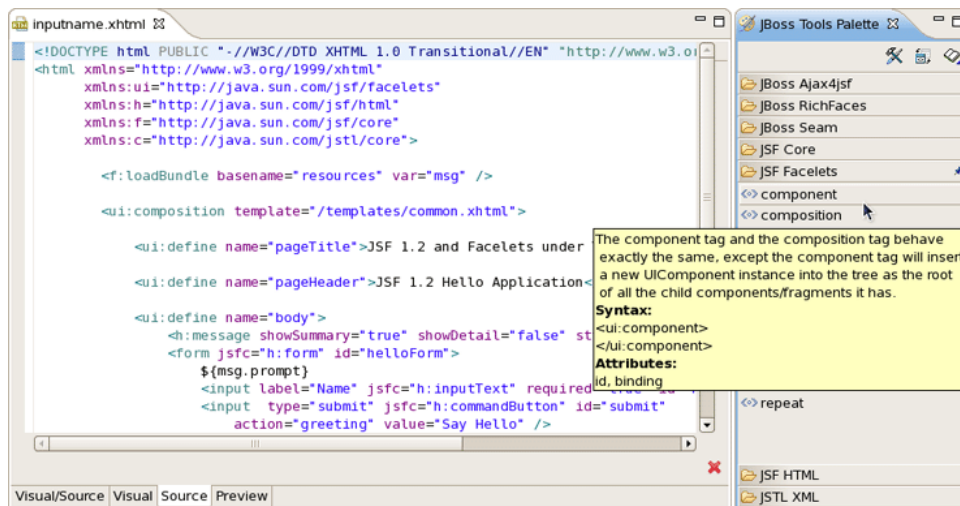 inputname.xhtml
<!DOCTYPE html PUBLIC "-//W3C//DTD XHTML 1.0 Transitional//EN" "http://www.w3.or
<html xmlns="http://www.w3.org/1999/xhtml"
xmlns:ui="http://java.sun.com/jsf/facelets"
xmlns:h="http://java.sun.com/jsf/html"
xmlns:f="http://java.sun.com/jsf/core"
xmlns:c="http://java.sun.com/jstl/core">
<f:loadBundle basename="resources" var="msg" />
<ui:composition template="/templates/common.xhtml">
<ui:define name="pageTitle">JSF 1.2 and Facelets under
<ui:define name="pageHeader">JSF 1.2 Hello Application<
<ui:define name="body">
<h:message showSummary="true" showDetail="false" st
<form jsfc="h:form" id="helloForm">
${msg.prompt}
<input label="Name" jsfc="h:inputText" required
<input  type="submit" jsfc="h:commandButton" id="submit"
action="greeting" value="Say Hello" />
Visual/Source
Visual
Source
Preview
JBoss Tools Palette
JBoss Ajax4jsf
JBoss RichFaces
JBoss Seam
JSF Core
JSF Facelets
component
composition
The component tag and the composition tag behave
exactly the same, except the component tag will inser
a new UIComponent instance into the tree as the root
of all the child components/fragments it has.
Syntax:
<ui:component>
</ui:component>
Attributes:
id, binding
repeat
JSF HTML
JSTL XML